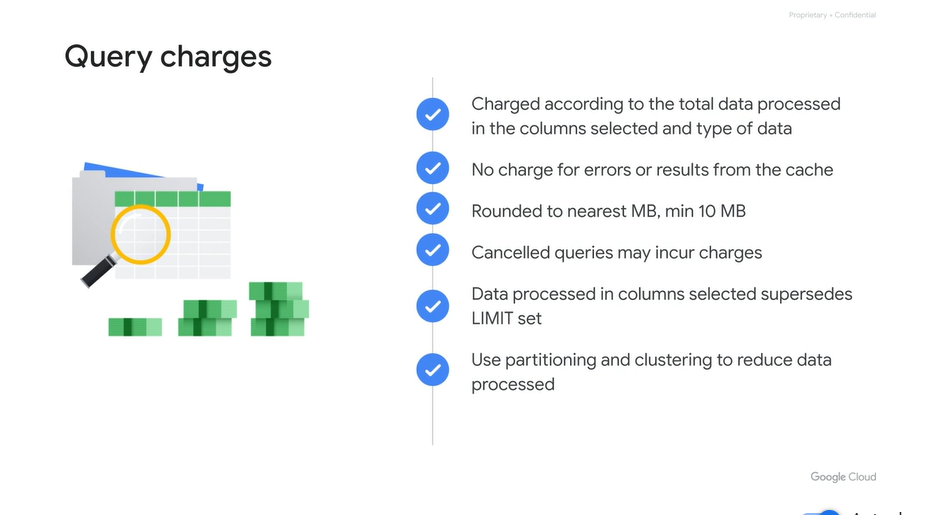 Proprietary + Confidential
Query charges
Charged according to the total data processed
in the columns selected and type of data
No charge for errors or results from the cache
Rounded to nearest MB, min 10 MB
Cancelled queries may incur charges
Data processed in columns selected supersedes
LIMIT set
Use partitioning and clustering to reduce data
processed
Google Cloud